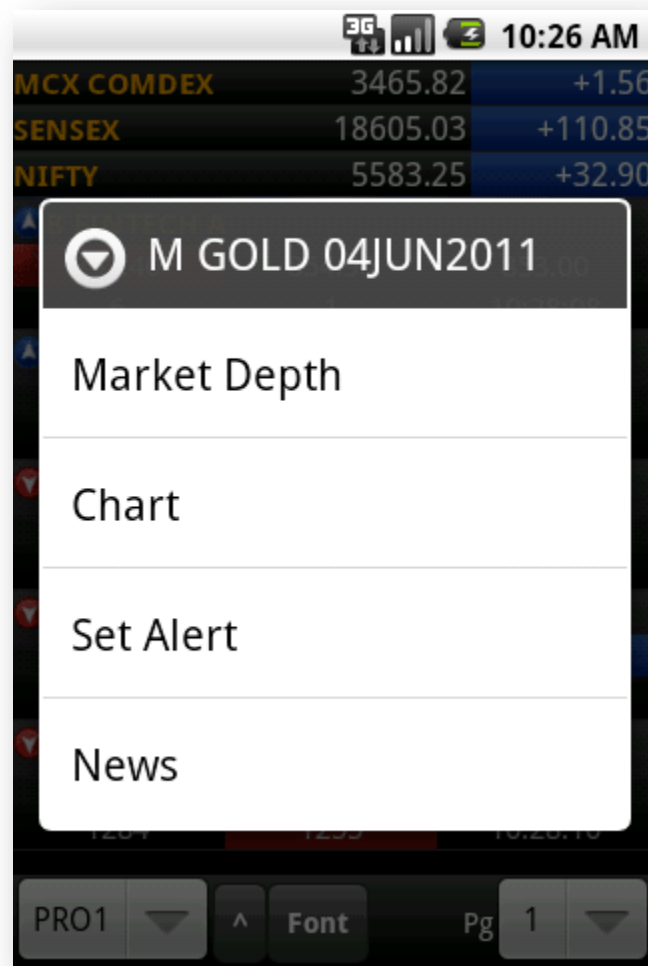 3G 10:26 AM
MCX COMDEX 3465.82 +1.56
SENSEX 18605.03 +110.85
NIFTY 5583.25 +32.90
M GOLD 04JUN2011
Market Depth
Chart
Set Alert
News
PRO1 ^ Font Pg 1